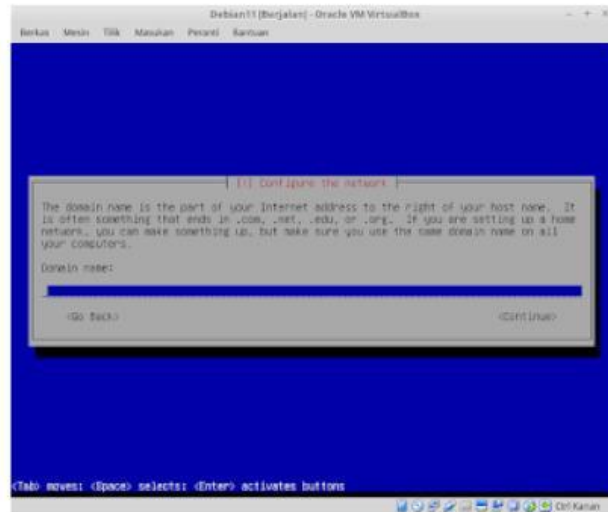 Debian11 [Berjalan] - Oracle VM VirtualBox
Berkas Mesin Tilik Masukan Peranti Bantuan
[!] Configure the network
The domain name is the part of your Internet address to the right of your host name. It
is often something that ends in .com, .net, .edu, or .org. If you are setting up a home
network, you can make something up, but make sure you use the same domain name on all
your computers.
Domain name:
<Go Back> <Continue>
<Tab> moves; <Space> selects; <Enter> activates buttons
Ctrl Kanan